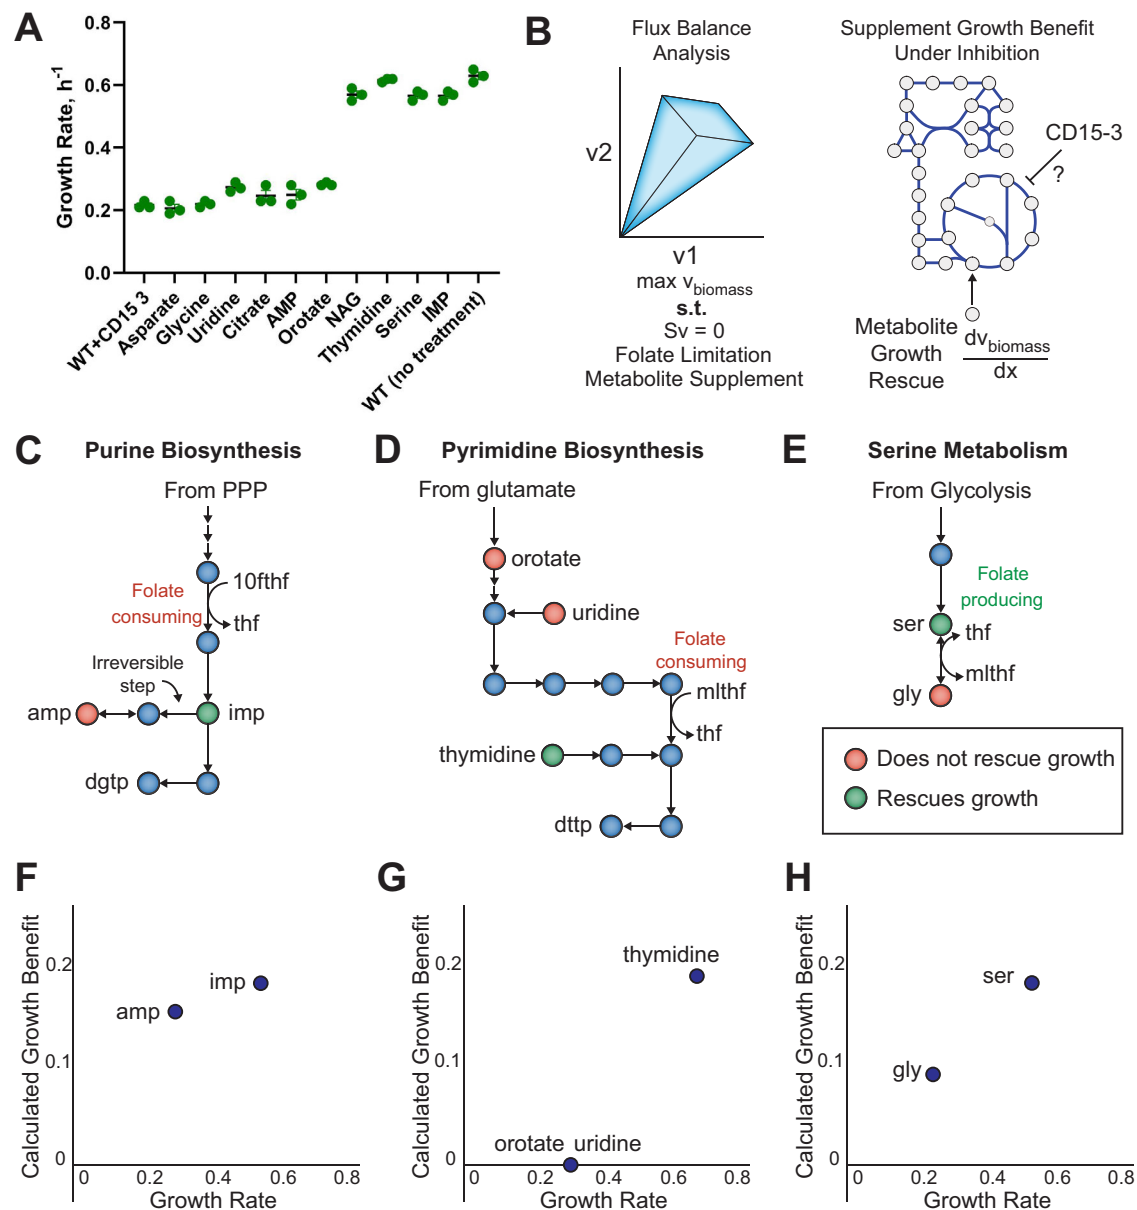 A
Growth Rate, h-1
0.8
0.6
0.4
0.2
0.0
WT+CD15 3
Asparate
Glycine
Uridine
Citrate
AMP
Orotate
NAG
Thymidine
Serine
IMP
WT (no treatment)
B
Flux Balance
Analysis
v2
v1
max vbiomass
s.t.
Sv = 0
Folate Limitation
Metabolite Supplement
Supplement Growth Benefit
Under Inhibition
CD15-3
?
Metabolite
Growth
Rescue
dvbiomass
dx
C
Purine Biosynthesis
From PPP
Folate
consuming
10fthf
thf
Irreversible
step
amp
imp
dgtp
D
Pyrimidine Biosynthesis
From glutamate
orotate
uridine
Folate
consuming
mlthf
thf
thymidine
dttp
E
Serine Metabolism
From Glycolysis
Folate
producing
ser
thf
mlthf
gly
Does not rescue growth
Rescues growth
F
Calculated Growth Benefit
0.2
0.1
0
imp
amp
0
0.2
0.4
0.6
0.8
Growth Rate
G
Calculated Growth Benefit
0.2
0.1
0
thymidine
orotate uridine
0
0.2
0.4
0.6
0.8
Growth Rate
H
Calculated Growth Benefit
0.2
0.1
0
ser
gly
0
0.2
0.4
0.6
0.8
Growth Rate